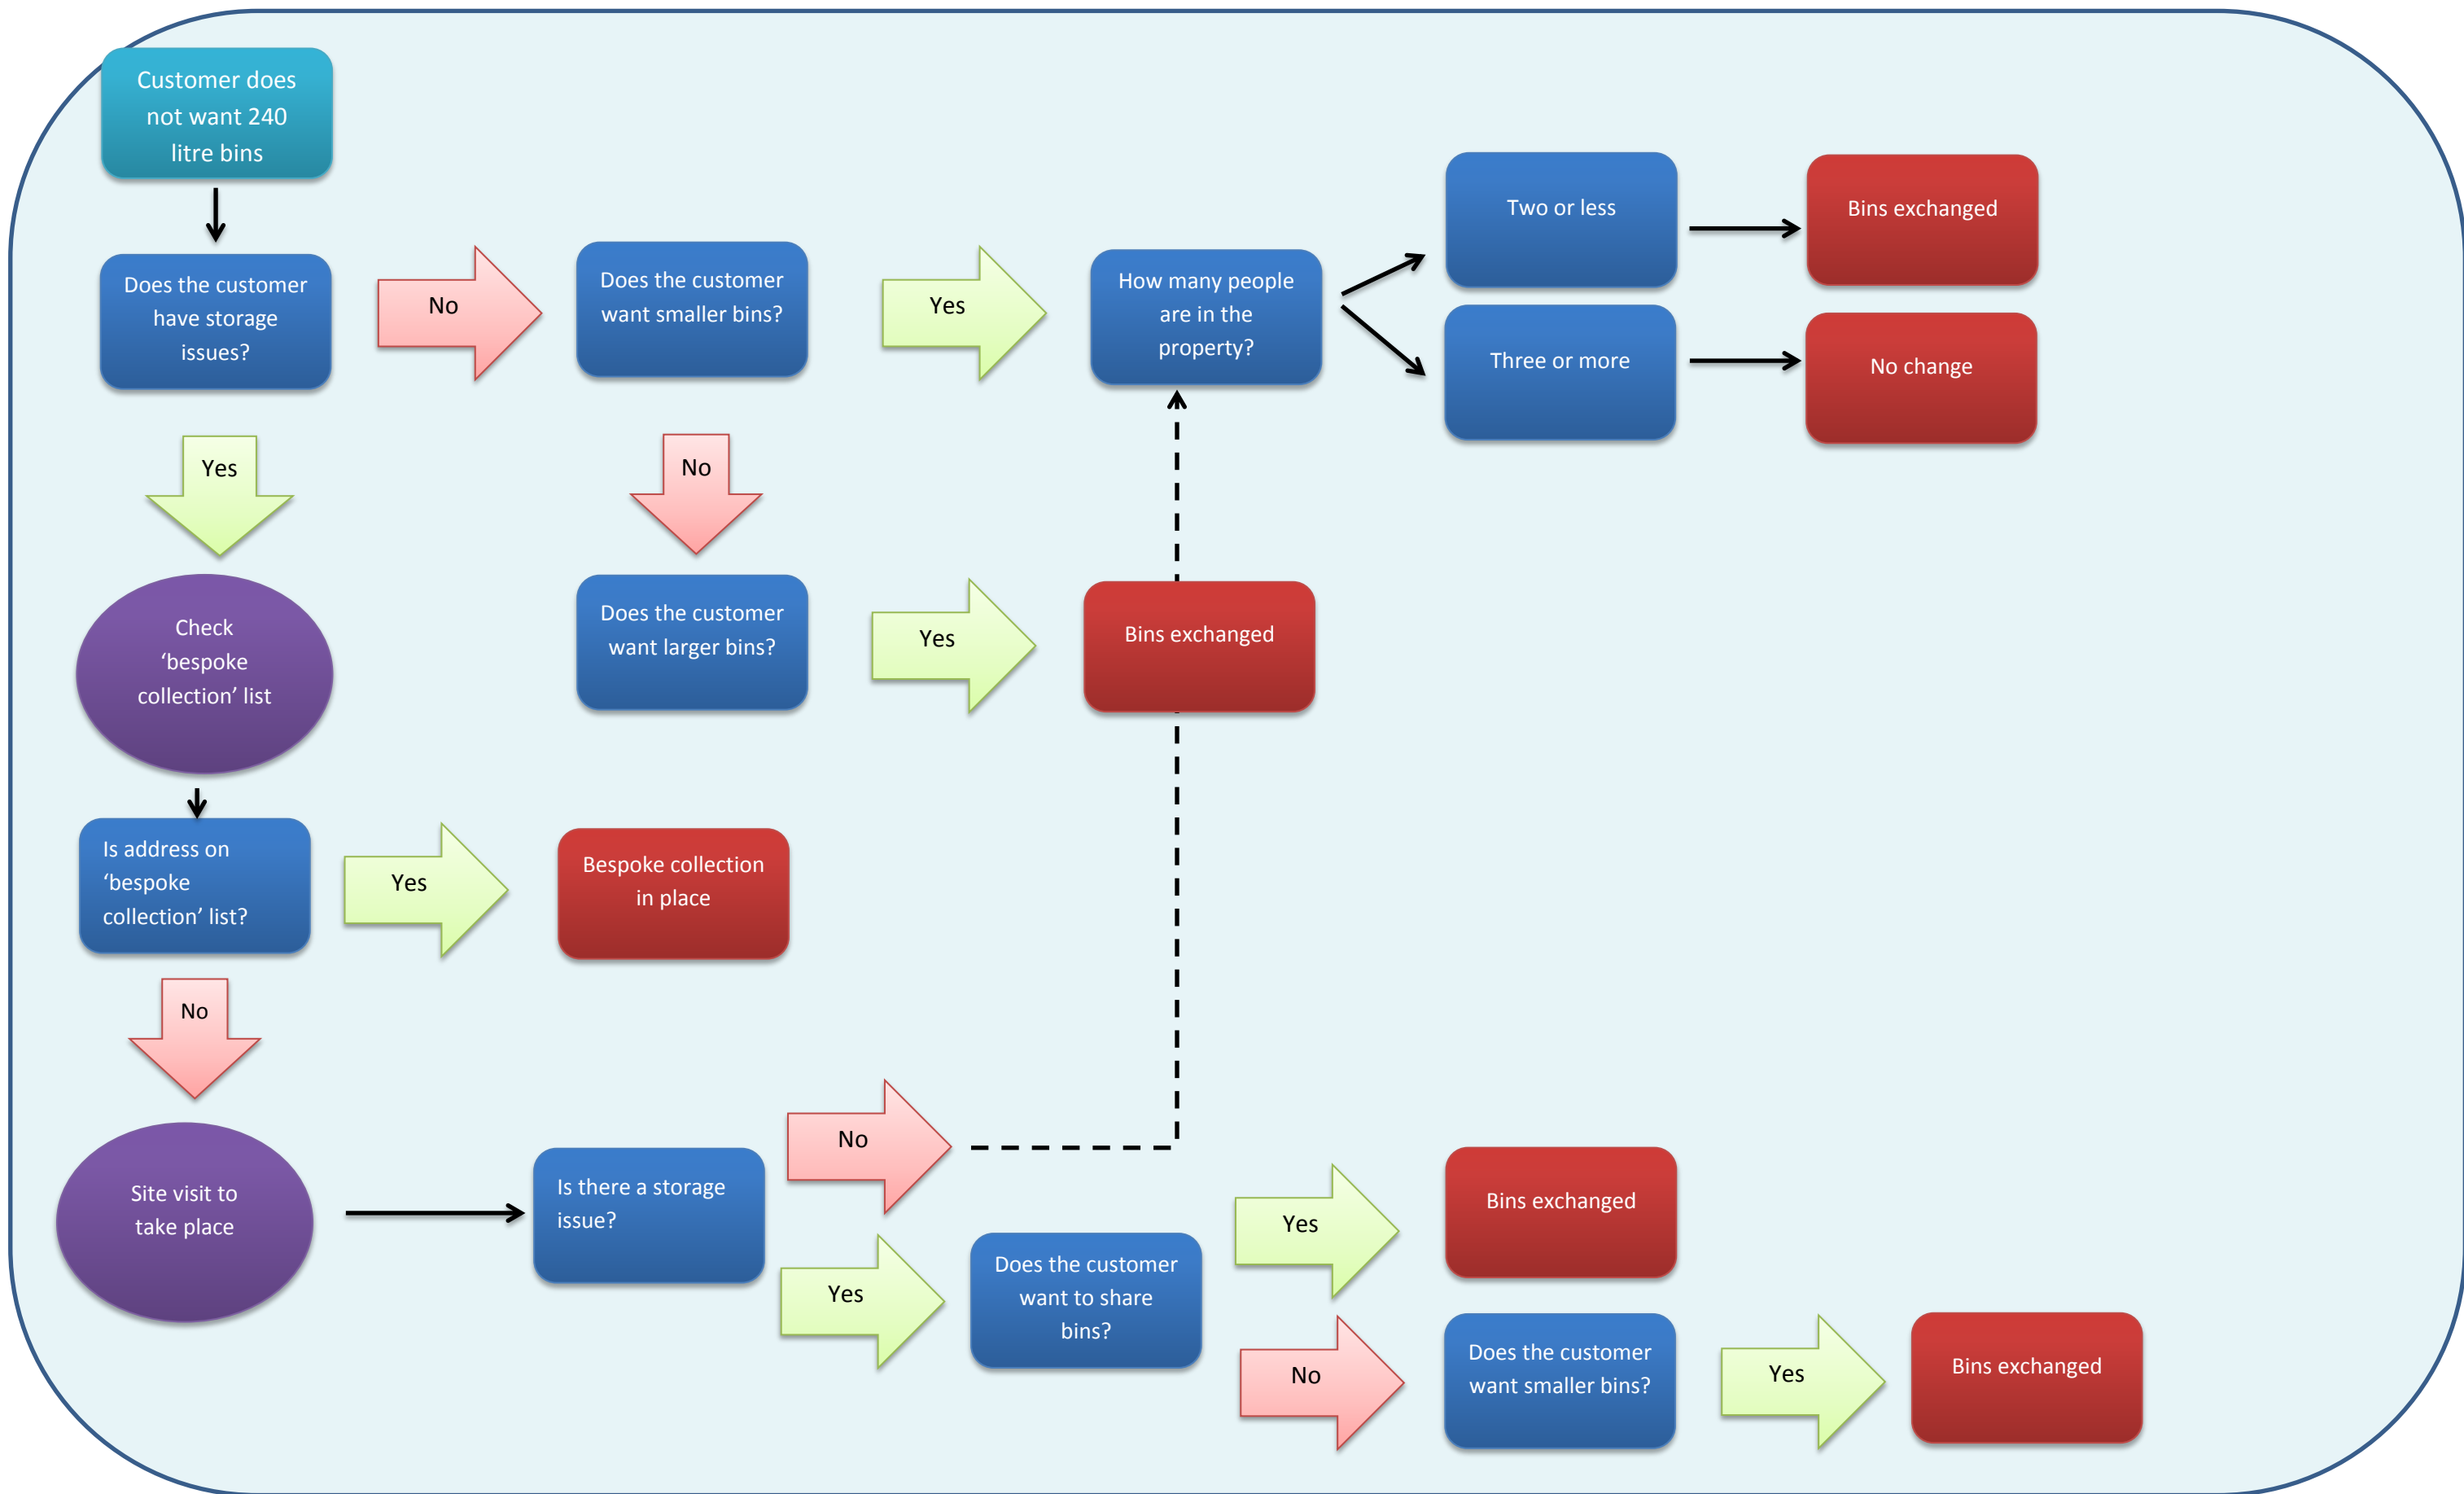 Customer does
not want 240
litre bins
Does the customer
have storage
issues?
No
Does the customer
want smaller bins?
Yes
How many people
are in the
property?
Two or less
Bins exchanged
Three or more
No change
Yes
No
Check
‘bespoke
collection’ list
Does the customer
want larger bins?
Yes
Bins exchanged
Is address on
‘bespoke
collection’ list?
Yes
Bespoke collection
in place
No
Site visit to
take place
Is there a storage
issue?
No
Yes
Does the customer
want to share
bins?
Yes
Bins exchanged
No
Does the customer
want smaller bins?
Yes
Bins exchanged